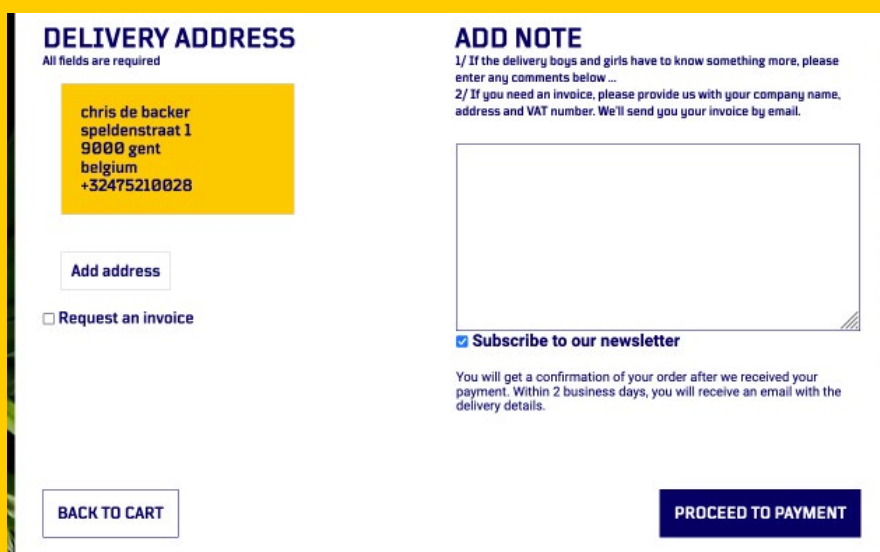 DELIVERY ADDRESS
All fields are required
chris de backer
speldenstraat 1
9000 gent
belgium
+32475210028
Add address
Request an invoice
ADD NOTE
1/ If the delivery boys and girls have to know something more, please
enter any comments below ...
2/ If you need an invoice, please provide us with your company name,
address and VAT number. We'll send you your invoice by email.
Subscribe to our newsletter
You will get a confirmation of your order after we received your
payment. Within 2 business days, you will receive an email with the
delivery details.
BACK TO CART
PROCEED TO PAYMENT